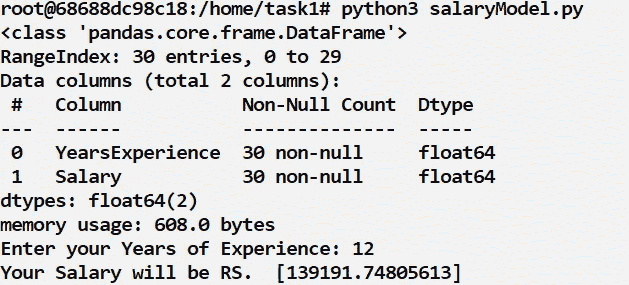 root@68688dc98c18:/home/task1# python3 salaryModel.py
<class 'pandas.core.frame.DataFrame'>
RangeIndex: 30 entries, 0 to 29
Data columns (total 2 columns):
 #   Column           Non-Null Count  Dtype
---  ------           --------------  -----
 0   YearsExperience  30 non-null     float64
 1   Salary           30 non-null     float64
dtypes: float64(2)
memory usage: 608.0 bytes
Enter your Years of Experience: 12
Your Salary will be RS.  [139191.74805613]